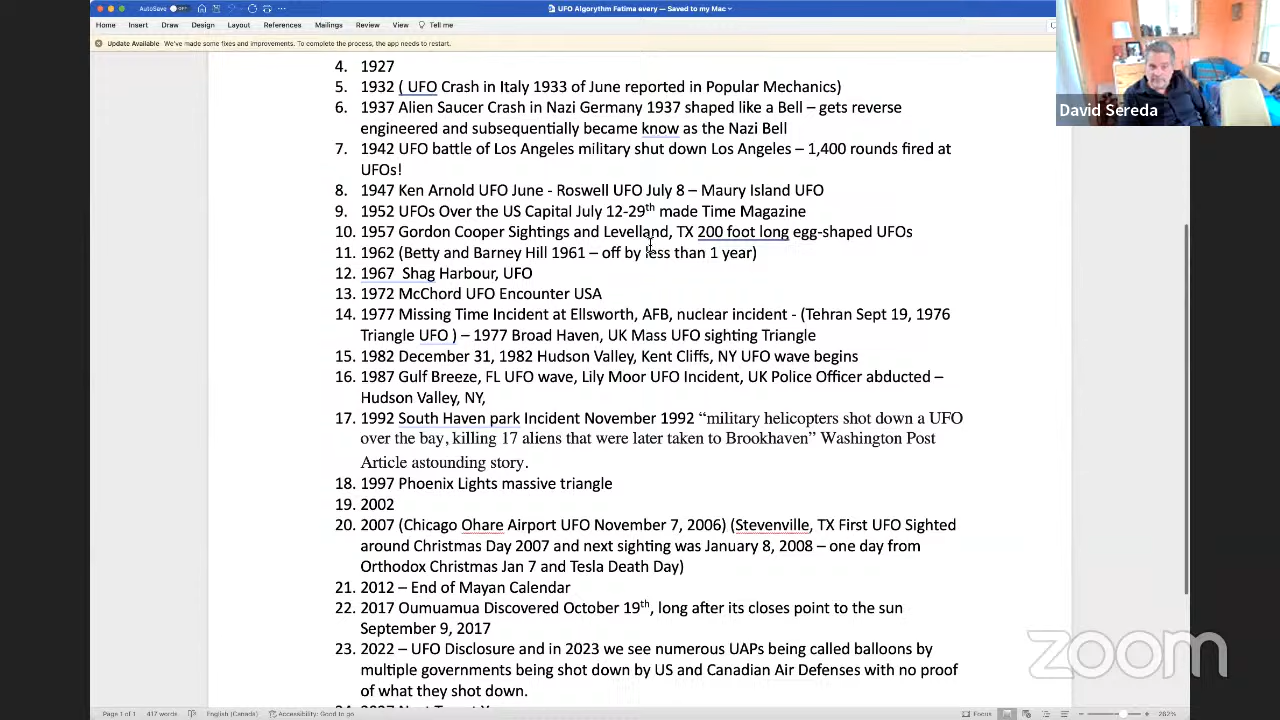 AutoSave OFF
UFO Algorythm Fatima every — Saved to my Mac
Home Insert Draw Design Layout References Mailings Review View Tell me
Update Available We've made some fixes and improvements. To complete the process, the app needs to restart.
4. 1927
5. 1932 ( UFO Crash in Italy 1933 of June reported in Popular Mechanics)
6. 1937 Alien Saucer Crash in Nazi Germany 1937 shaped like a Bell – gets reverse
engineered and subsequentially became know as the Nazi Bell
7. 1942 UFO battle of Los Angeles military shut down Los Angeles – 1,400 rounds fired at
UFOs!
8. 1947 Ken Arnold UFO June - Roswell UFO July 8 – Maury Island UFO
9. 1952 UFOs Over the US Capital July 12-29th made Time Magazine
10. 1957 Gordon Cooper Sightings and Levelland, TX 200 foot long egg-shaped UFOs
11. 1962 (Betty and Barney Hill 1961 – off by less than 1 year)
12. 1967 Shag Harbour, UFO
13. 1972 McChord UFO Encounter USA
14. 1977 Missing Time Incident at Ellsworth, AFB, nuclear incident - (Tehran Sept 19, 1976
Triangle UFO ) – 1977 Broad Haven, UK Mass UFO sighting Triangle
15. 1982 December 31, 1982 Hudson Valley, Kent Cliffs, NY UFO wave begins
16. 1987 Gulf Breeze, FL UFO wave, Lily Moor UFO Incident, UK Police Officer abducted –
Hudson Valley, NY,
17. 1992 South Haven park Incident November 1992 “military helicopters shot down a UFO
over the bay, killing 17 aliens that were later taken to Brookhaven” Washington Post
Article astounding story.
18. 1997 Phoenix Lights massive triangle
19. 2002
20. 2007 (Chicago Ohare Airport UFO November 7, 2006) (Stevenville, TX First UFO Sighted
around Christmas Day 2007 and next sighting was January 8, 2008 – one day from
Orthodox Christmas Jan 7 and Tesla Death Day)
21. 2012 – End of Mayan Calendar
22. 2017 Oumuamua Discovered October 19th, long after its closes point to the sun
September 9, 2017
23. 2022 – UFO Disclosure and in 2023 we see numerous UAPs being called balloons by
multiple governments being shot down by US and Canadian Air Defenses with no proof
of what they shot down.
Page 1 of 1 417 words English (Canada) Accessibility: Good to go Focus 262%
David Sereda
zoom